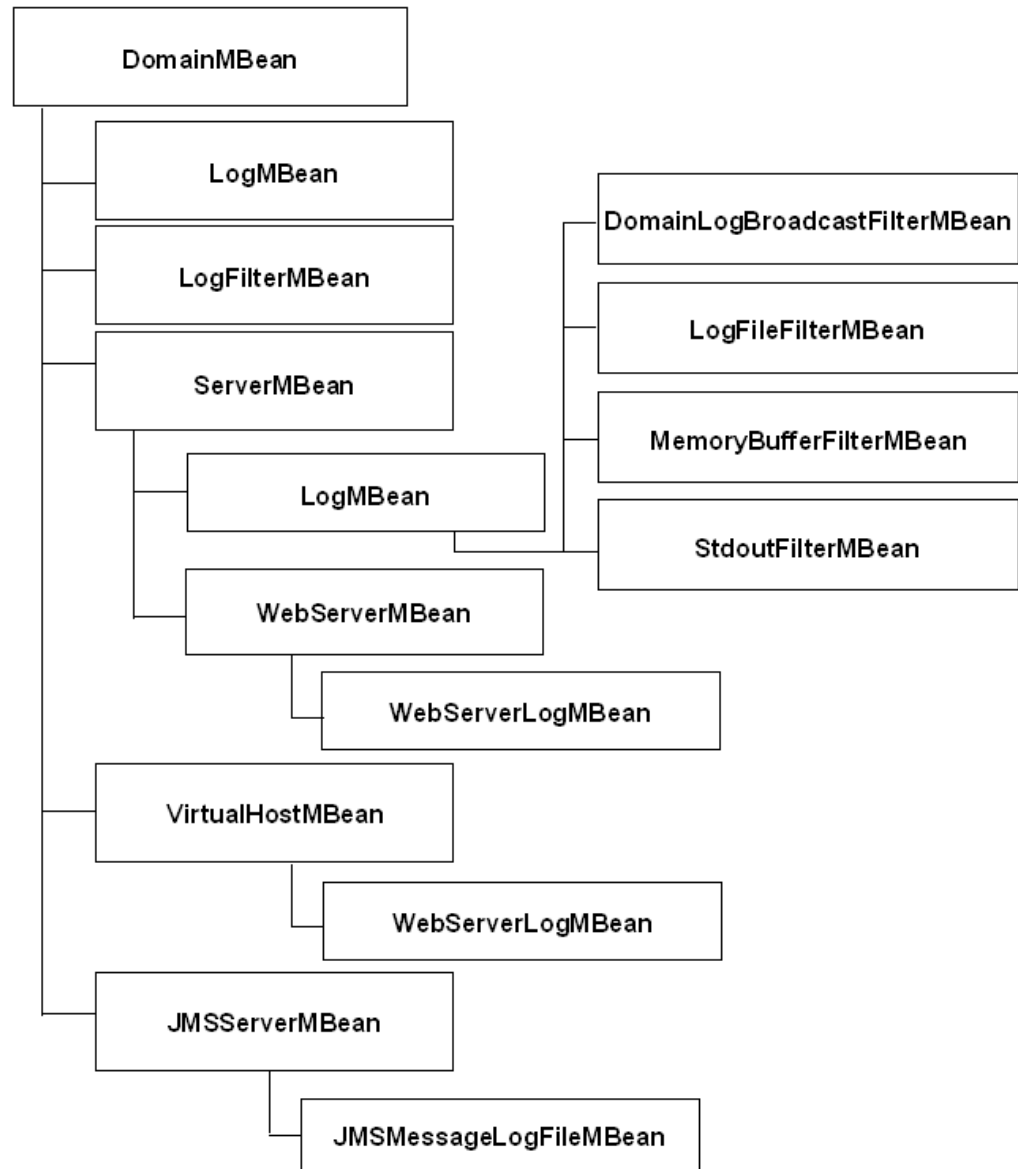 DomainMBean
LogMBean
LogFilterMBean
ServerMBean
LogMBean
DomainLogBroadcastFilterMBean
LogFileFilterMBean
MemoryBufferFilterMBean
StdoutFilterMBean
WebServerMBean
WebServerLogMBean
VirtualHostMBean
WebServerLogMBean
JMSServerMBean
JMSMessageLogFileMBean